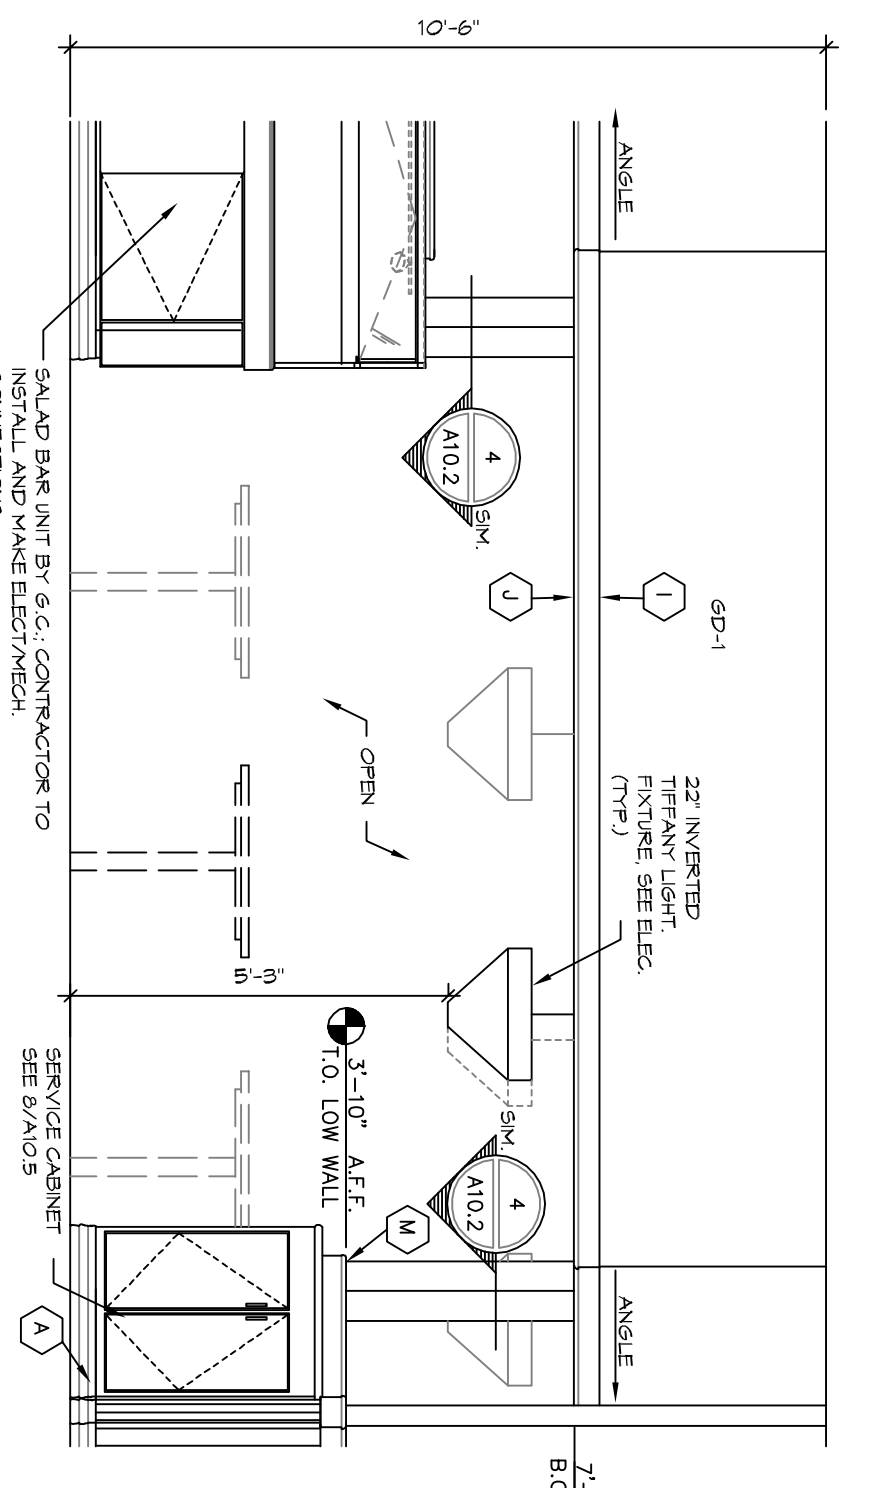 10'-6"
ANGLE
GD-1
I
J
4
A10.2
SIM.
22" INVERTED
TIFFANY LIGHT.
FIXTURE, SEE ELEC.
(TYP.)
OPEN
SALAD BAR UNIT BY G.C.; CONTRACTOR TO
INSTALL AND MAKE ELECT/MECH.
5'-3"
3'-10" A.F.F.
T.O. LOW WALL
SIM.
4
A10.2
M
ANGLE
SERVICE CABINET
SEE 8/A10.5
A